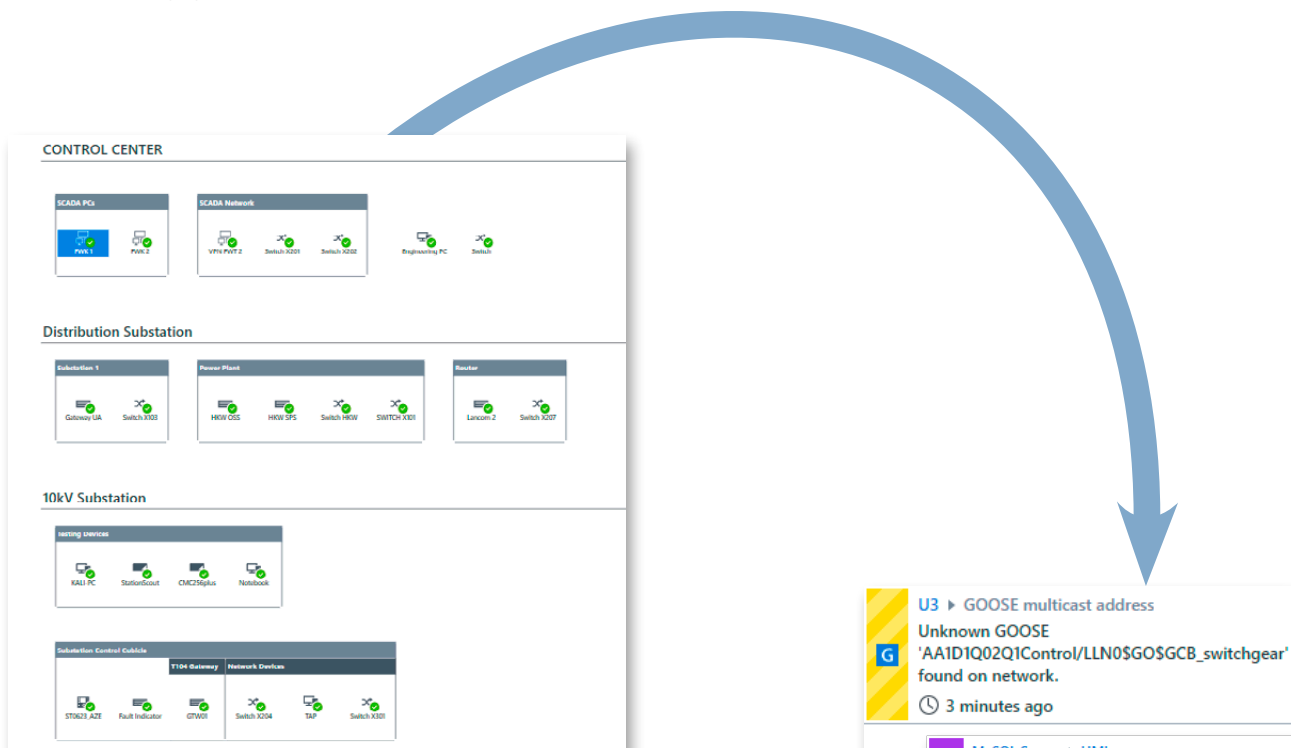 CONTROL CENTER
SCADA PCs
SCADA Network
PWK 1
PWK 2
VPN PWT 2
Switch X201
Switch X202
Engineering PC
Switch
Distribution Substation
Substation 1
Power Plant
Router
Gateway UA
Switch X103
HKW OSS
HKW SPS
Switch HKW
SWITCH X101
Lancom 2
Switch X207
10kV Substation
Testing Devices
KALI-PC
StationScout
CMC256plus
Notebook
Substation Control Cubicle
T104 Gateway
Network Devices
ST0623_AZE
Fault Indicator
GTW01
Switch X204
TAP
Switch X301
U3 ▸ GOOSE multicast address
Unknown GOOSE
G
'AA1D1Q02Q1Control/LLN0$GO$GCB_switchgear'
found on network.
3 minutes ago